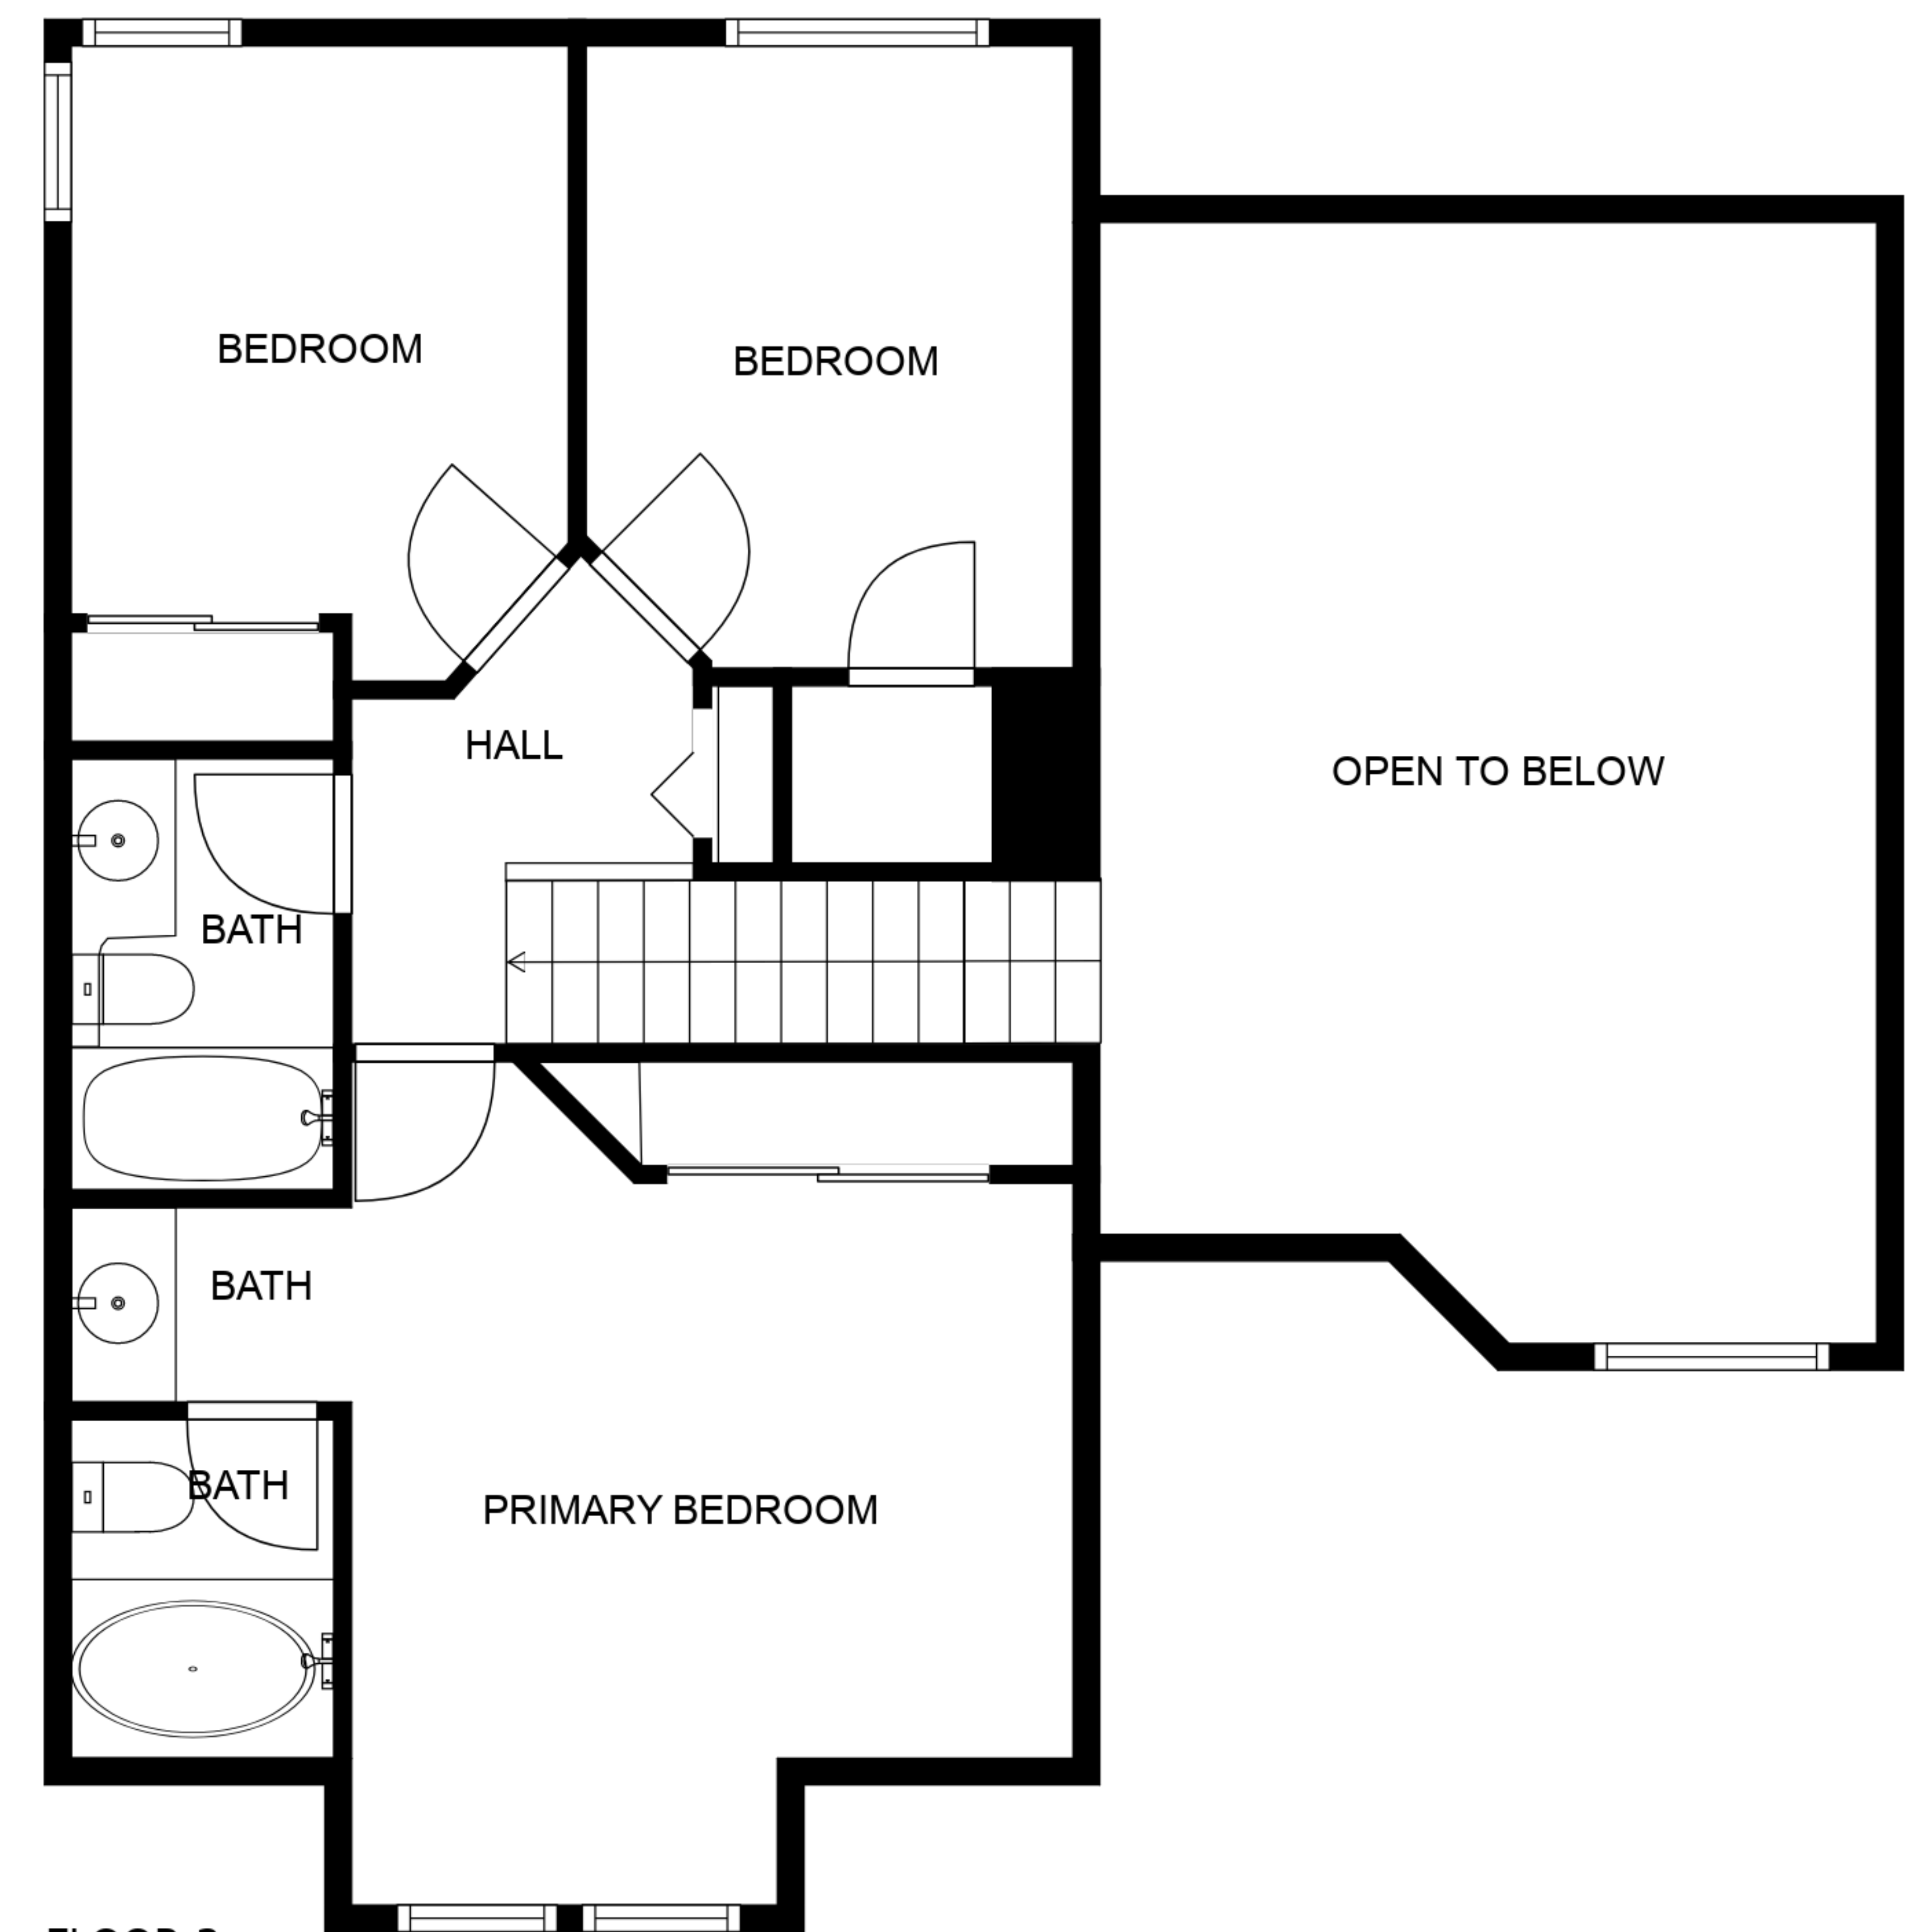 BEDROOM
BEDROOM
HALL
OPEN TO BELOW
BATH
BATH
BATH
PRIMARY BEDROOM